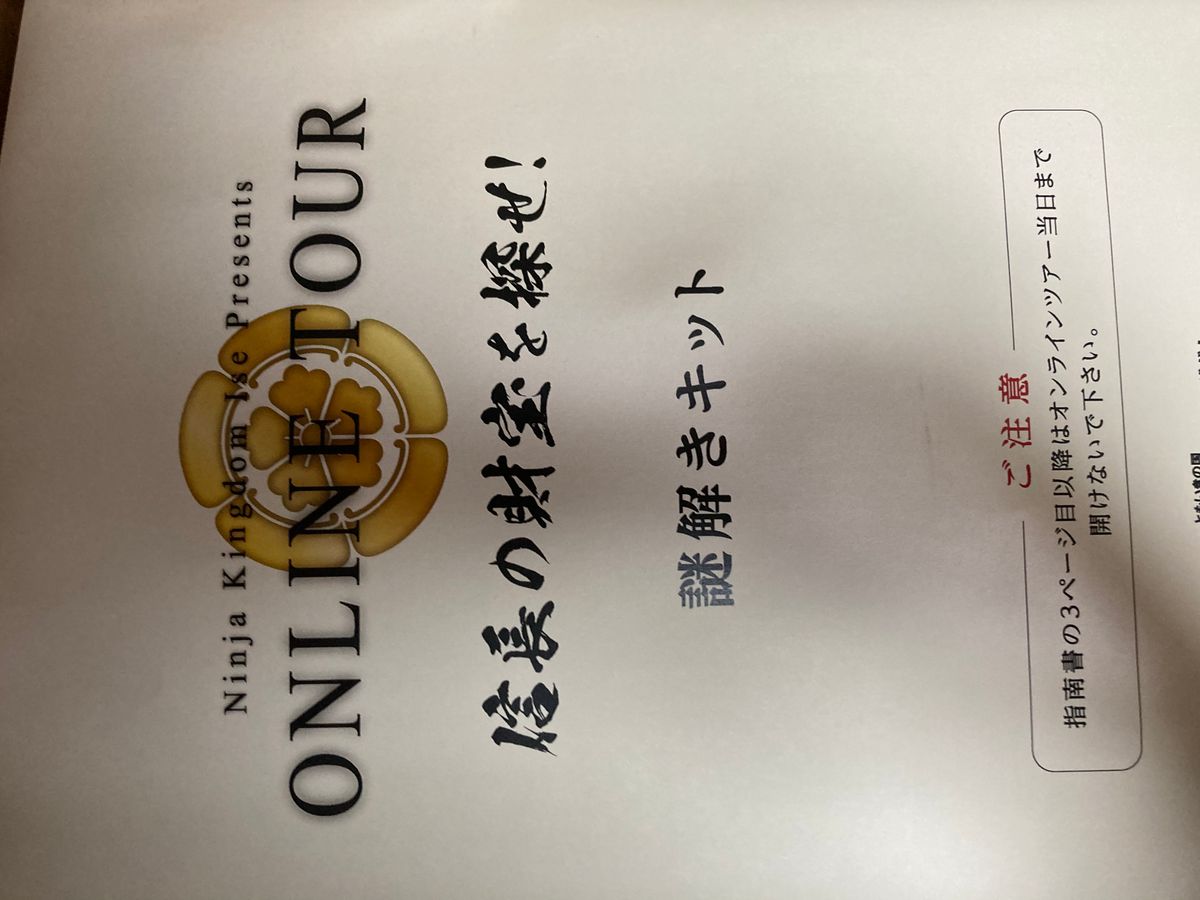 Ninja Kingdom Ise Presents
ONLINE TOUR
信長の財宝を探せ!
謎解きキット
ご注意
指南書の3ページ目以降はオンラインツアー当日まで
開けないで下さい。